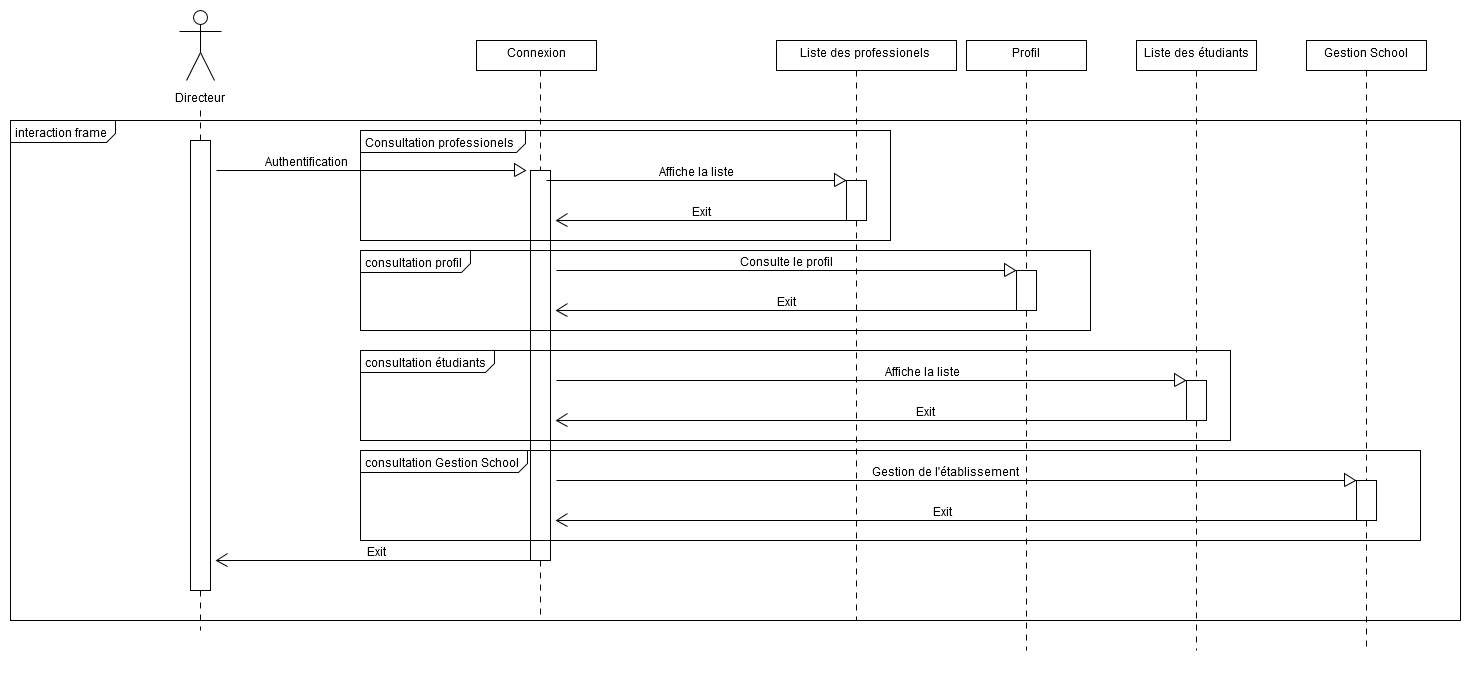 Directeur
Connexion
Liste des professionels
Profil
Liste des étudiants
Gestion School
interaction frame
Consultation professionels
Authentification
Affiche la liste
Exit
consultation profil
Consulte le profil
Exit
consultation étudiants
Affiche la liste
Exit
consultation Gestion School
Gestion de l'établissement
Exit
Exit